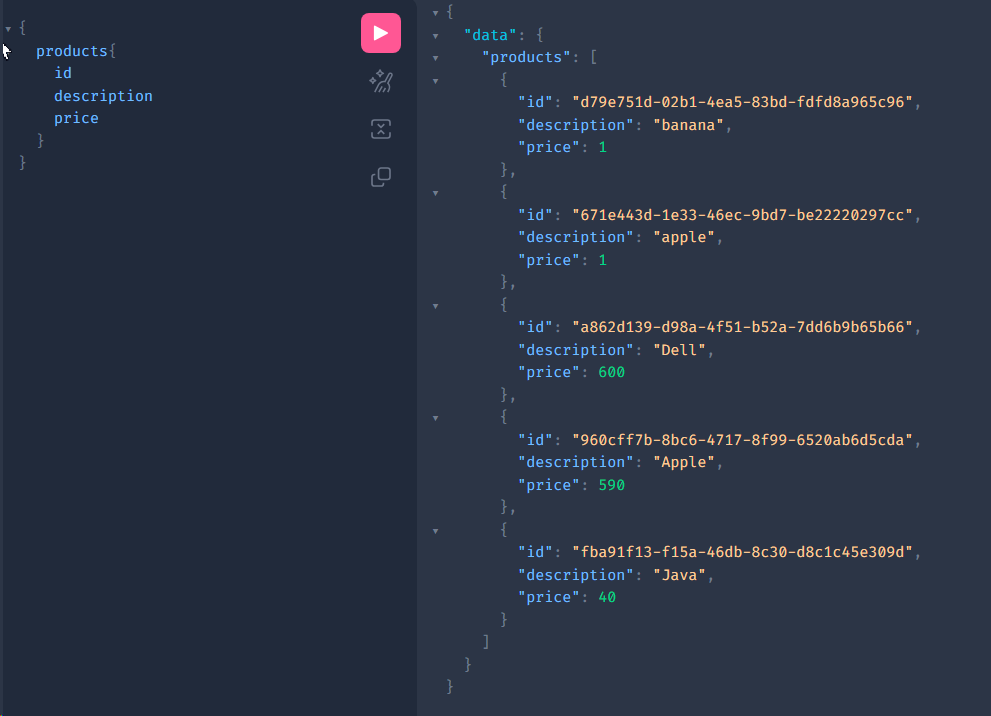 {
products{
id
description
price
}
}
{
"data": {
"products": [
{
"id": "d79e751d-02b1-4ea5-83bd-fdfd8a965c96",
"description": "banana",
"price": 1
},
{
"id": "671e443d-1e33-46ec-9bd7-be22220297cc",
"description": "apple",
"price": 1
},
{
"id": "a862d139-d98a-4f51-b52a-7dd6b9b65b66",
"description": "Dell",
"price": 600
},
{
"id": "960cff7b-8bc6-4717-8f99-6520ab6d5cda",
"description": "Apple",
"price": 590
},
{
"id": "fba91f13-f15a-46db-8c30-d8c1c45e309d",
"description": "Java",
"price": 40
}
]
}
}